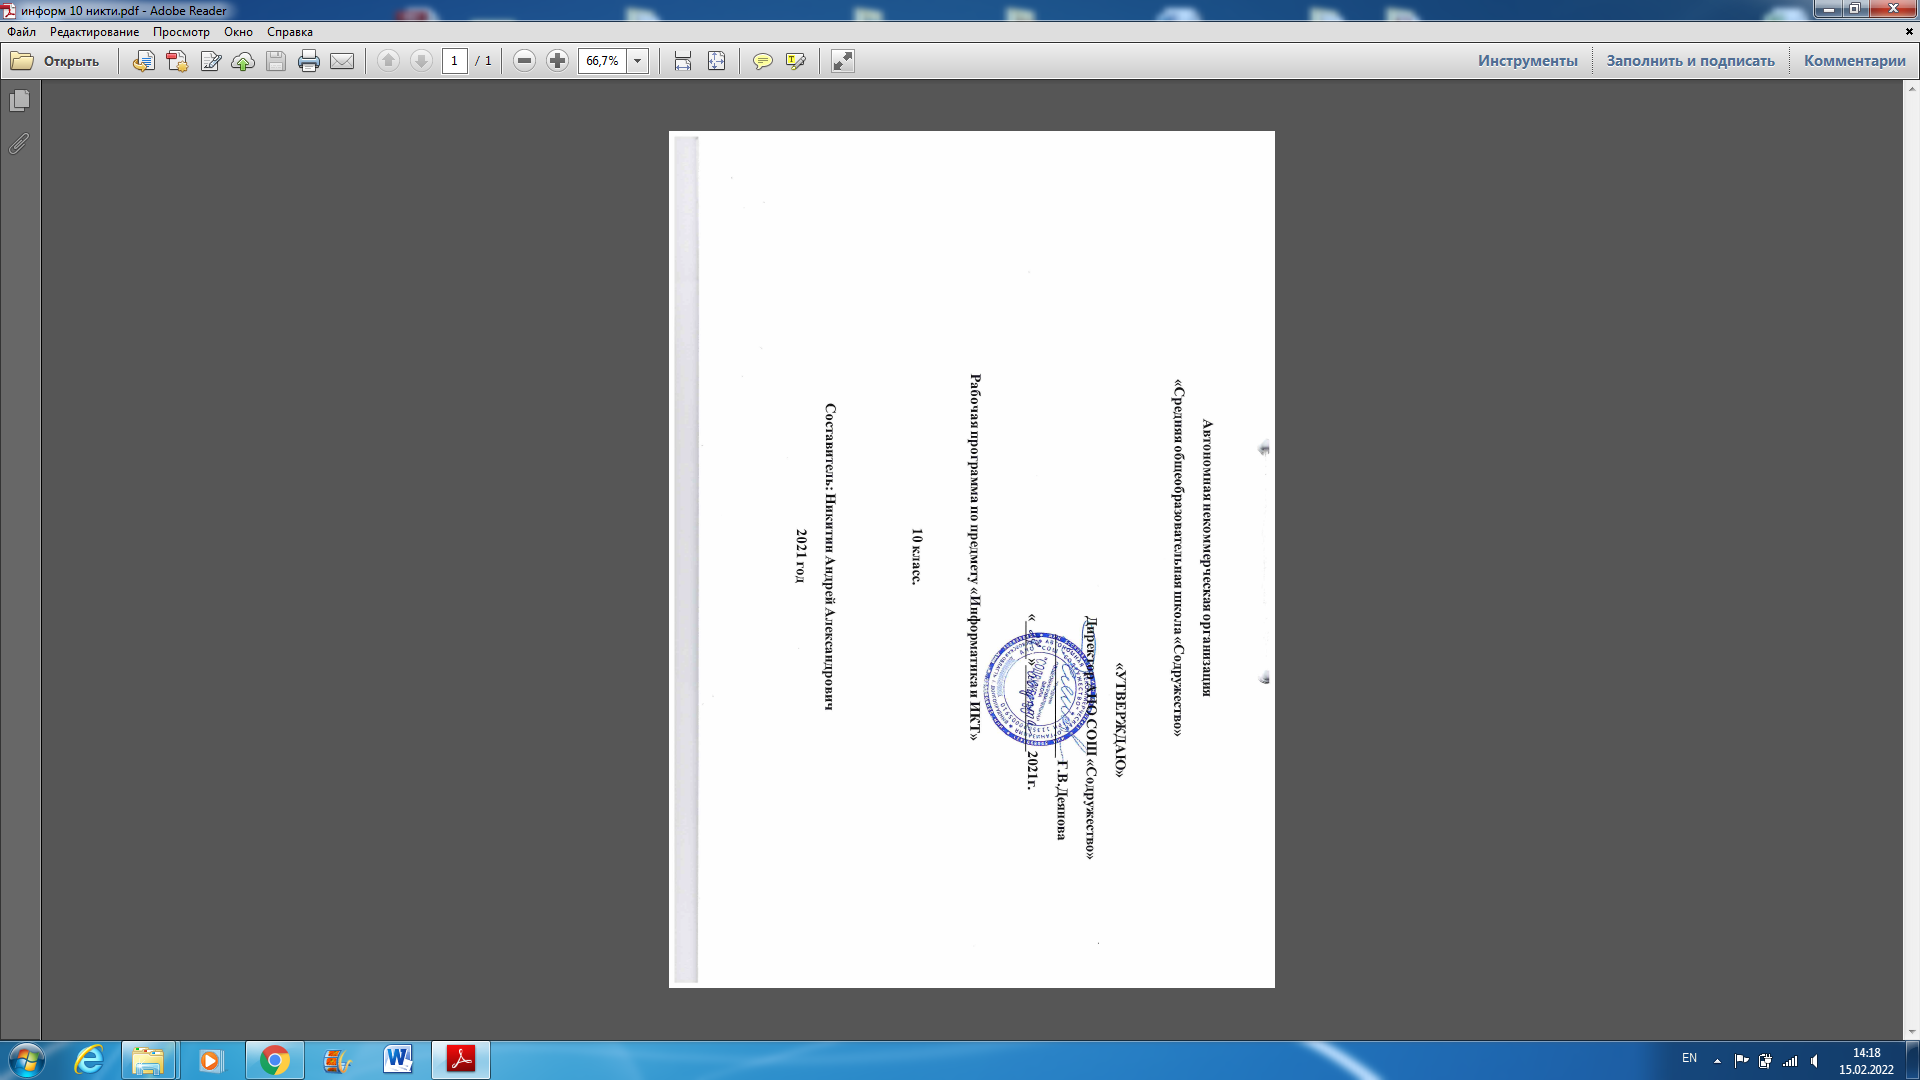 информ 10 никти.pdf - Adobe Reader
Файл Редактирование Просмотр Окно Справка
Открыть 1 / 1 66,7% Инструменты Заполнить и подписать Комментарии
Автономная некоммерческая организация
«Средняя общеобразовательная школа «Содружество»
«УТВЕРЖДАЮ»
Директор АНО СОШ «Содружество»
Г.В.Деянова
« » 2021г.
Рабочая программа по предмету «Информатика и ИКТ»
10 класс.
Составитель: Никитин Андрей Александрович
2021 год
EN
14:18
15.02.2022